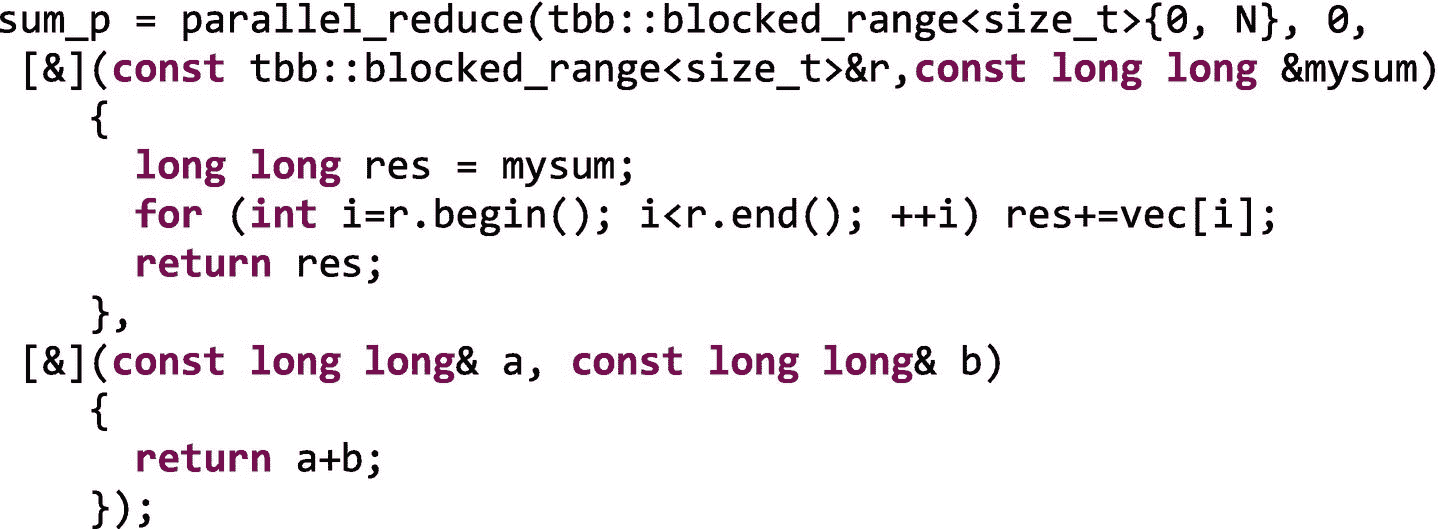 sum_p = parallel_reduce(tbb::blocked_range<size_t>{0, N}, 0,
[&](const tbb::blocked_range<size_t>&r,const long long &mysum)
{
long long res = mysum;
for (int i=r.begin(); i<r.end(); ++i) res+=vec[i];
return res;
},
[&](const long long& a, const long long& b)
{
return a+b;
});